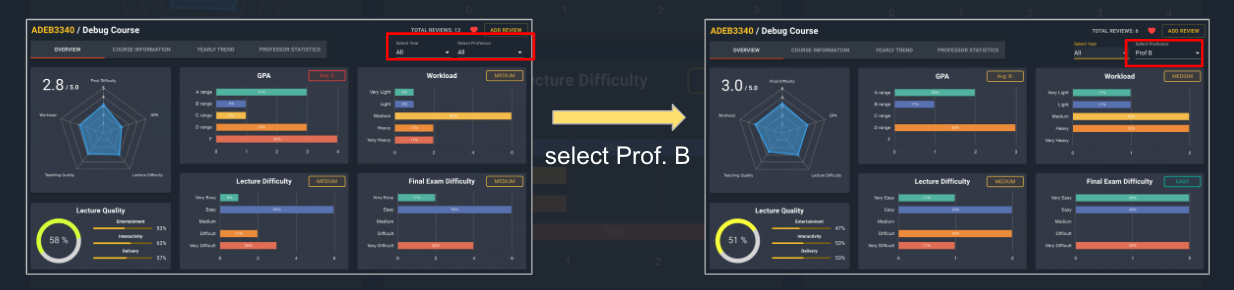 ADEB3340 / Debug Course
TOTAL REVIEWS: 12
ADD REVIEW
OVERVIEW
COURSE INFORMATION
YEARLY TREND
PROFESSOR STATISTICS
Select Year
All
Select Professor
All
2.8 / 5.0
Final Difficulty
GPA
Lecture Difficulty
Teaching Quality
Workload
GPA
A range
B range
C range
D range
F
0 1 2 3 4
Workload
MEDIUM
Very Light
Light
Medium
Heavy
Very Heavy
0 2 4 6
Lecture Quality
58 %
Entertainment
53%
Interactivity
63%
Delivery
57%
Lecture Difficulty
MEDIUM
Very Easy
Easy
Medium
Difficult
Very Difficult
0 2 4 6
Final Exam Difficulty
MEDIUM
Very Easy
Easy
Medium
Difficult
Very Difficult
0 2 4 6
select Prof. B
ADEB3340 / Debug Course
TOTAL REVIEWS: 6
ADD REVIEW
OVERVIEW
COURSE INFORMATION
YEARLY TREND
PROFESSOR STATISTICS
Select Year
All
Select Professor
Prof B
3.0 / 5.0
Final Difficulty
GPA
Lecture Difficulty
Teaching Quality
Workload
GPA
Avg: B-
A range
B range
C range
D range
F
0 1 2 3
Workload
MEDIUM
Very Light
Light
Medium
Heavy
Very Heavy
0 1 2
Lecture Quality
51 %
Entertainment
47%
Interactivity
53%
Delivery
52%
Lecture Difficulty
MEDIUM
Very Easy
Easy
Medium
Difficult
Very Difficult
0 1 2
Final Exam Difficulty
EASY
Very Easy
Easy
Medium
Difficult
Very Difficult
0 1 2